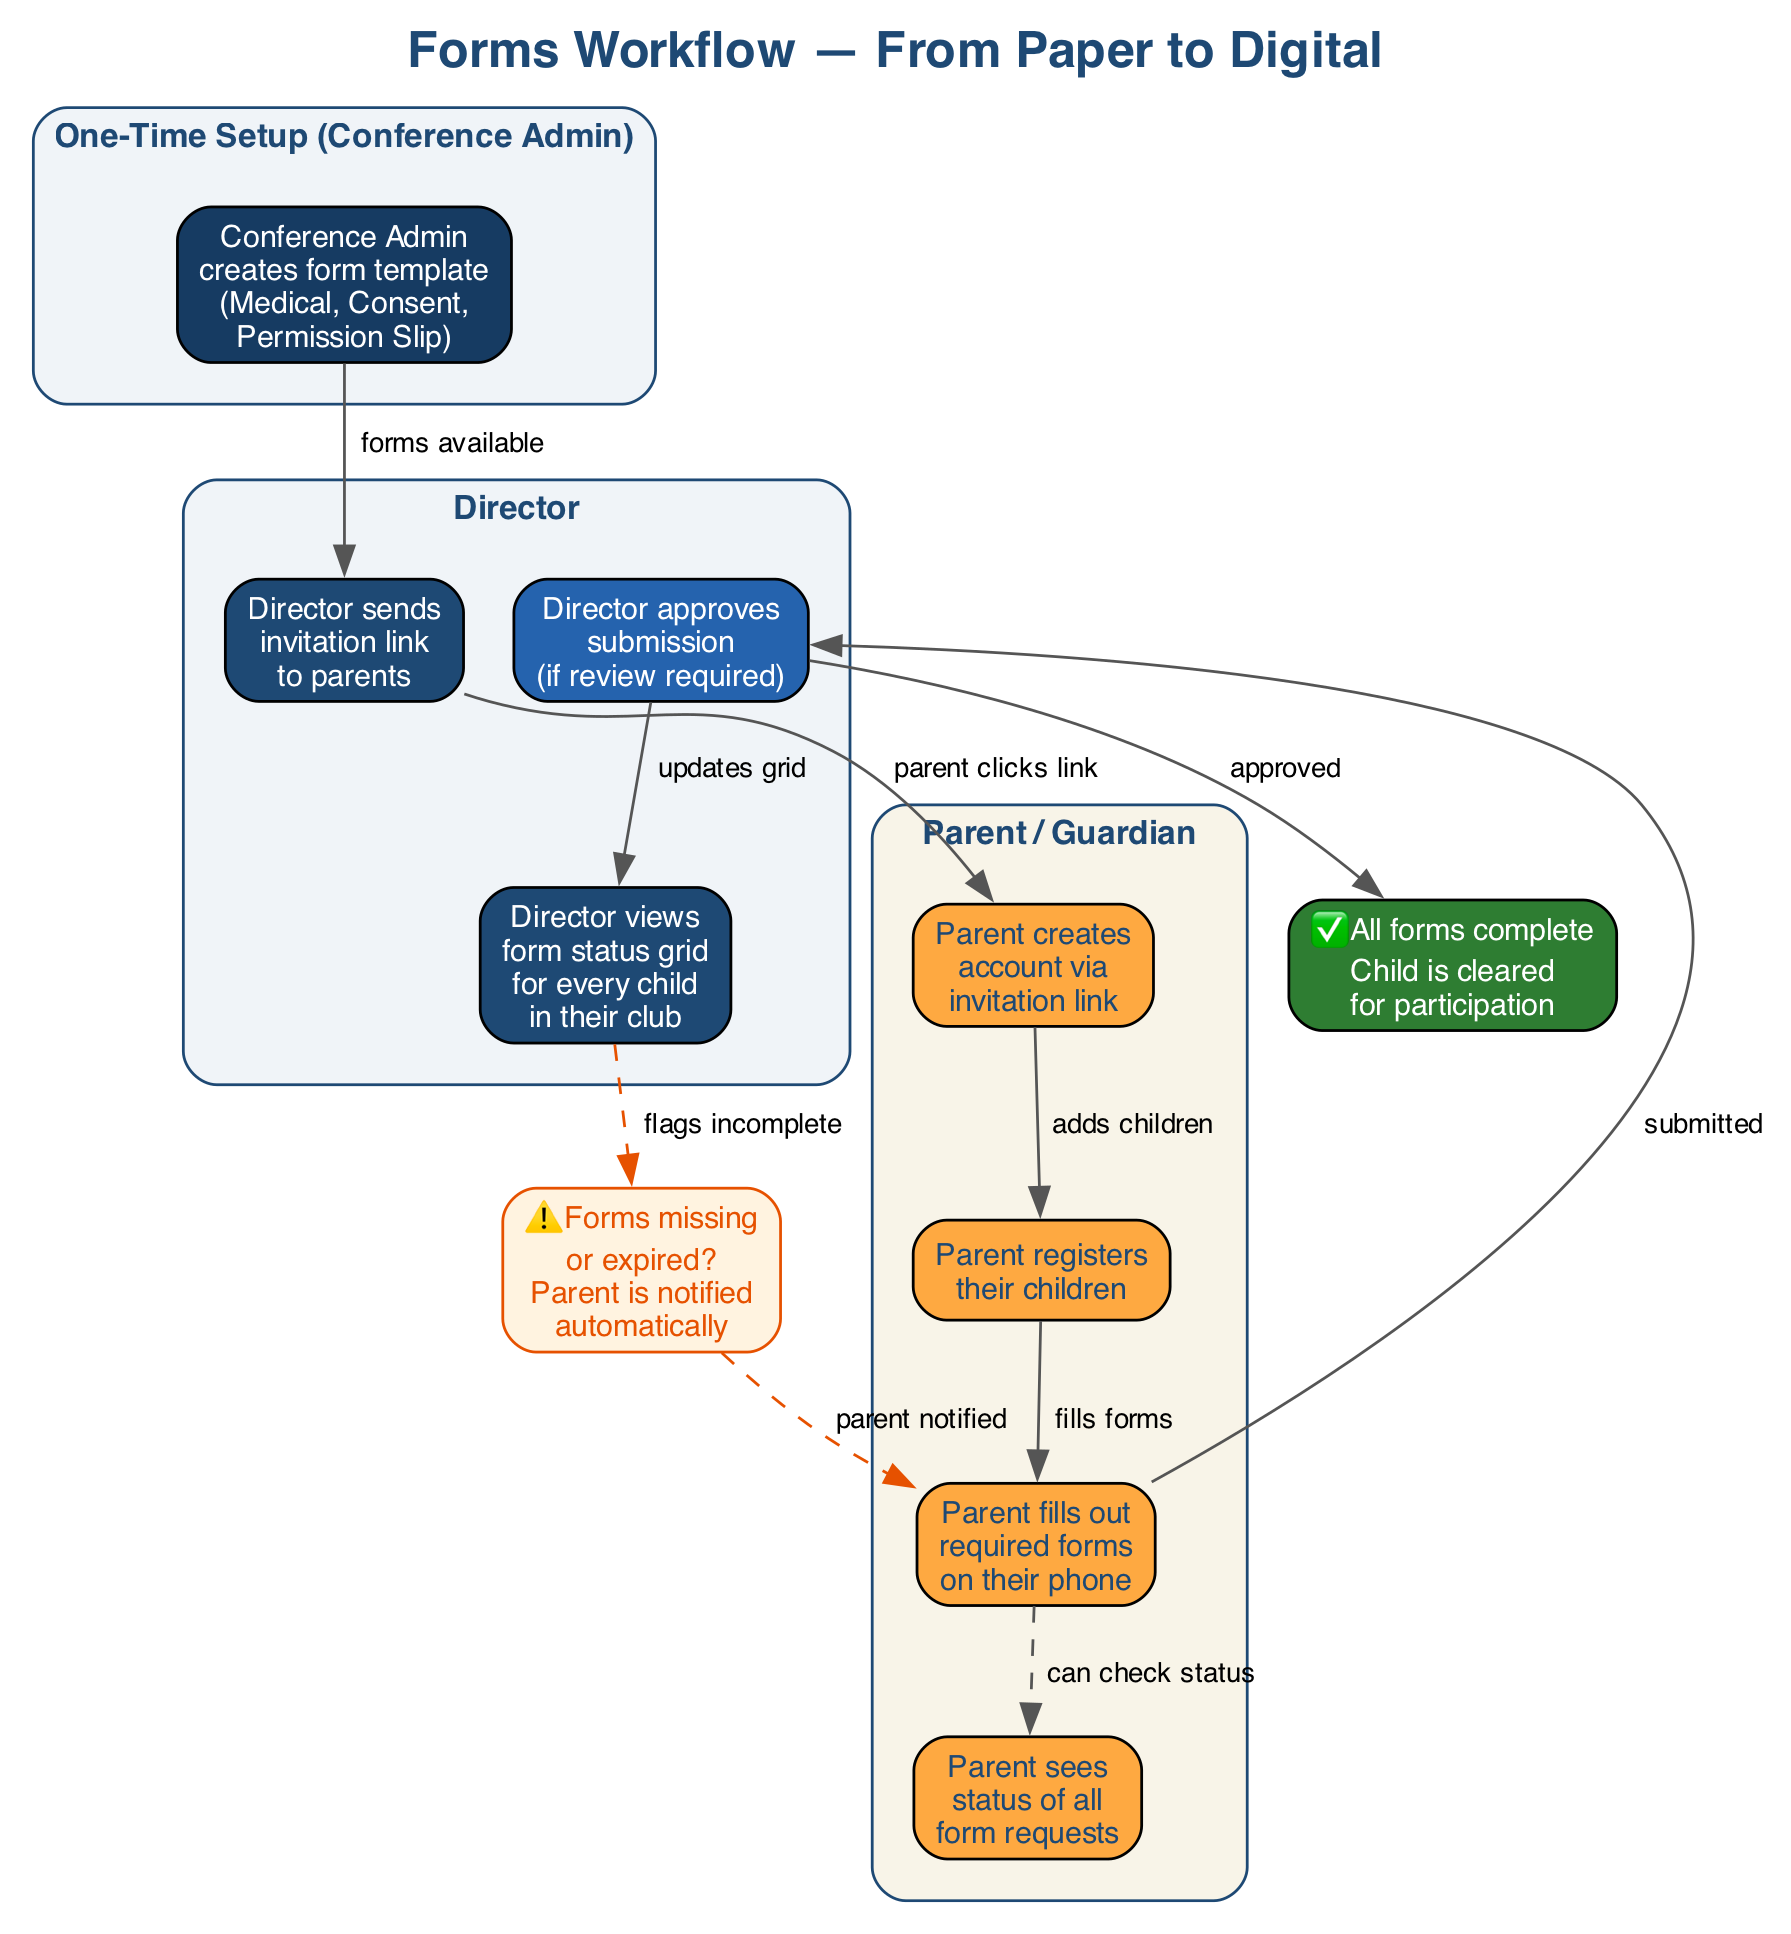 Forms Workflow — From Paper to Digital
One-Time Setup (Conference Admin)
Conference Admin
creates form template
(Medical, Consent,
Permission Slip)
forms available
Director
Director sends
invitation link
to parents
Director approves
submission
(if review required)
updates grid
parent clicks link
approved
Parent / Guardian
Director views
form status grid
for every child
in their club
Parent creates
account via
invitation link
✅ All forms complete
Child is cleared
for participation
flags incomplete
adds children
submitted
⚠️ Forms missing
or expired?
Parent is notified
automatically
Parent registers
their children
parent notified
fills forms
Parent fills out
required forms
on their phone
can check status
Parent sees
status of all
form requests